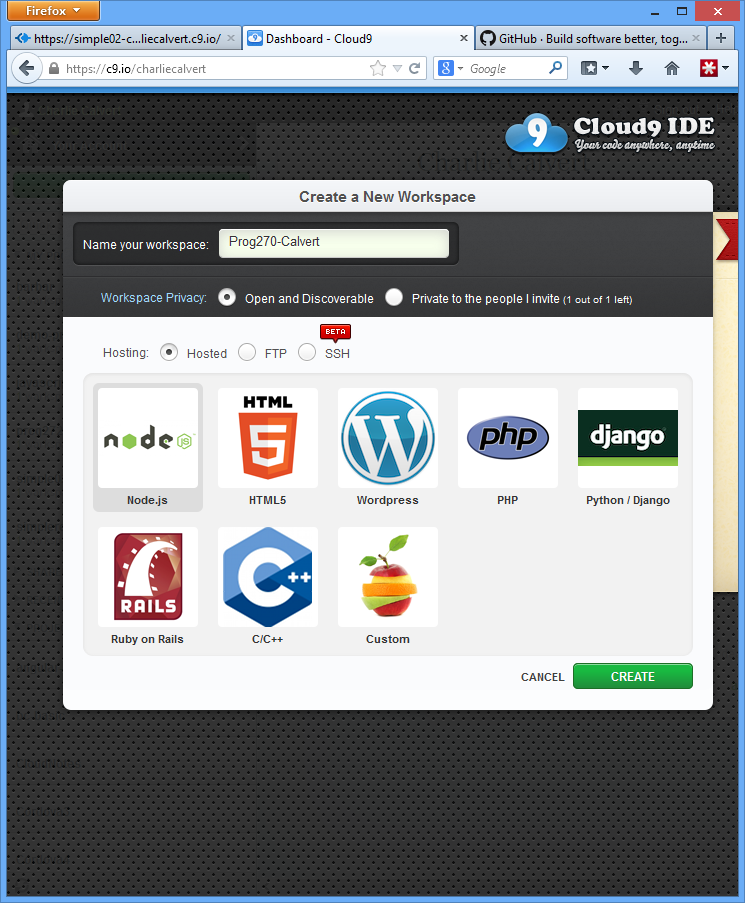 Firefox
https://simple02-c...liecalvert.c9.io/
Dashboard - Cloud9
GitHub · Build software better, tog...
https://c9.io/charliecalvert
8
Google
9
Cloud9 IDE
Your code anywhere, anytime
Create a New Workspace
Name your workspace:
Prog270-Calvert
Workspace Privacy:
Open and Discoverable
Private to the people I invite (1 out of 1 left)
BETA
Hosting:
Hosted
FTP
SSH
node JS
HTML
5
W
php
django
Node.js
HTML5
Wordpress
PHP
Python / Django
RAILS
C++
Ruby on Rails
C/C++
Custom
CANCEL
CREATE